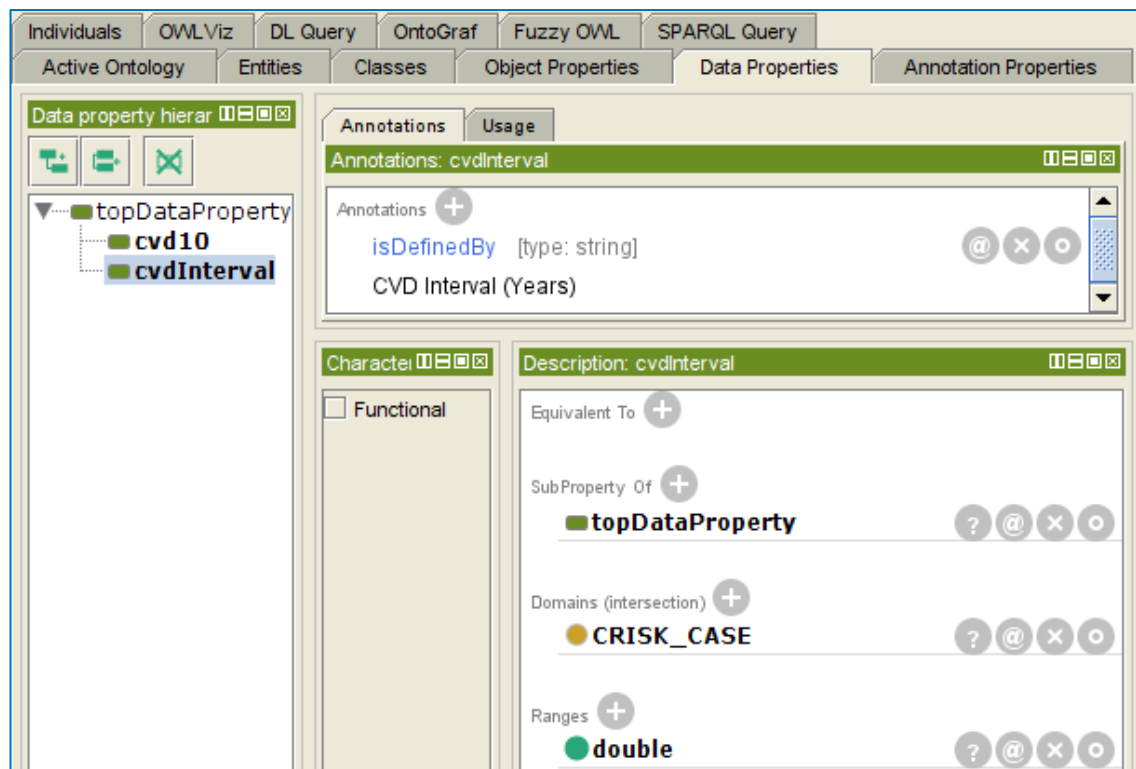 Individuals OWLViz DL Query OntoGraf Fuzzy OWL SPARQL Query
Active Ontology Entities Classes Object Properties Data Properties Annotation Properties
Data property hierar
topDataProperty
cvd10
cvdInterval
Annotations Usage
Annotations: cvdInterval
Annotations
isDefinedBy [type: string]
CVD Interval (Years)
Character
Functional
Description: cvdInterval
Equivalent To
SubProperty Of
topDataProperty
Domains (intersection)
CRISK_CASE
Ranges
double